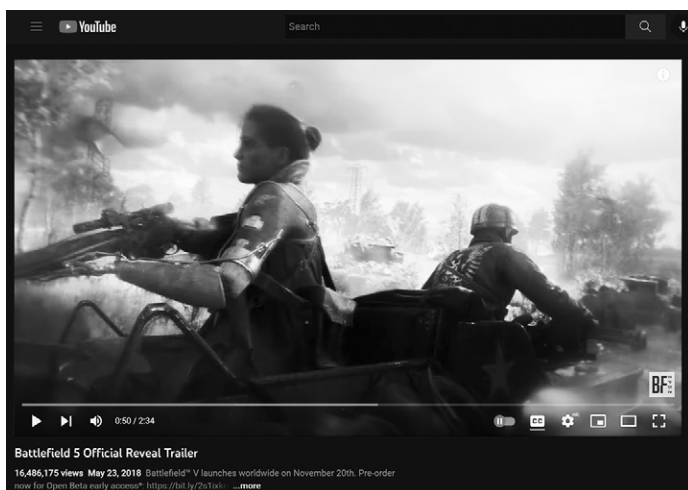 YouTube
Search
BF
0:50 / 2:34
CC
Battlefield 5 Official Reveal Trailer
16,486,175 views May 23, 2018 Battlefield™ V launches worldwide on November 20th. Pre-order
now for Open Beta early access*: https://bit.ly/2s1ixk ...more